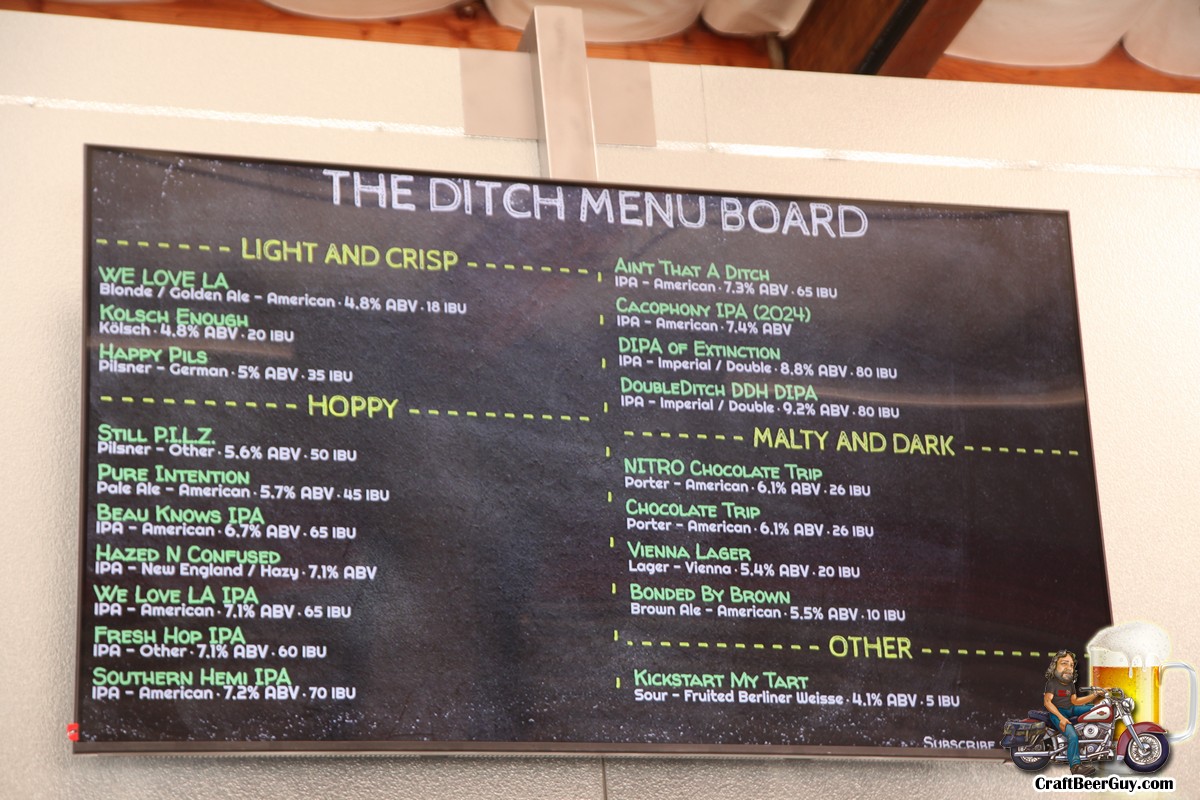 THE DITCH MENU BOARD
LIGHT AND CRISP
WE LOVE LA
Blonde / Golden Ale - American · 4.8% ABV · 18 IBU
Kolsch Enough
Kölsch · 4.8% ABV · 20 IBU
Happy Pils
Pilsner - German · 5% ABV · 35 IBU
HOPPY
Still P.I.L.Z.
Pilsner - Other · 5.6% ABV · 50 IBU
Pure Intention
Pale Ale - American · 5.7% ABV · 45 IBU
Beau Knows IPA
IPA - American · 6.7% ABV · 65 IBU
Hazed N Confused
IPA - New England / Hazy · 7.1% ABV
We Love LA IPA
IPA - American · 7.1% ABV · 65 IBU
Fresh Hop IPA
IPA - Other · 7.1% ABV · 60 IBU
Southern Hemi IPA
IPA - American · 7.2% ABV · 70 IBU
Ain't That A Ditch
IPA - American · 7.3% ABV · 65 IBU
Cacophony IPA (2024)
IPA - American · 7.4% ABV
DIPA of Extinction
IPA - Imperial / Double · 8.8% ABV · 80 IBU
DoubleDitch DDH DIPA
IPA - Imperial / Double · 9.2% ABV · 80 IBU
MALTY AND DARK
NITRO Chocolate Trip
Porter - American · 6.1% ABV · 26 IBU
Chocolate Trip
Porter - American · 6.1% ABV · 26 IBU
Vienna Lager
Lager - Vienna · 5.4% ABV · 20 IBU
Bonded By Brown
Brown Ale - American · 5.5% ABV · 10 IBU
OTHER
Kickstart My Tart
Sour - Fruited Berliner Weisse · 4.1% ABV · 5 IBU
Subscribe
CraftBeerGuy.com